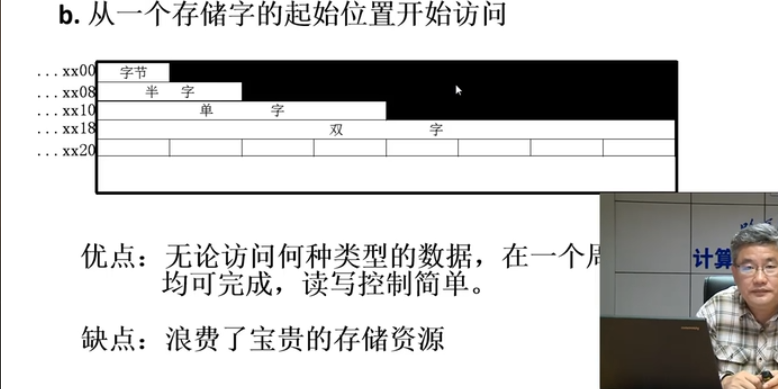 b. 从一个存储字的起始位置开始访问
...xx00 字节
...xx08 半 字
...xx10 单 字
...xx18 双 字
...xx20
优点：无论访问何种类型的数据，在一个
均可完成，读写控制简单。
计算
缺点：浪费了宝贵的存储资源